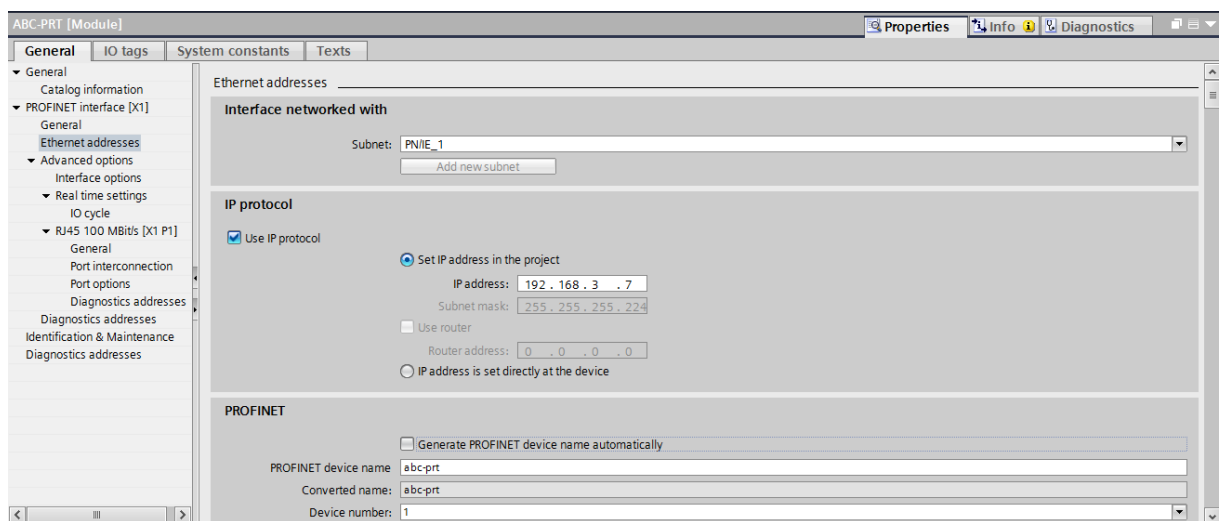 ABC-PRT [Module]
Properties Info Diagnostics
General IO tags System constants Texts
General
Catalog information
PROFINET interface [X1]
General
Ethernet addresses
Advanced options
Interface options
Real time settings
IO cycle
RJ45 100 MBit/s [X1 P1]
General
Port interconnection
Port options
Diagnostics addresses
Diagnostics addresses
Identification & Maintenance
Diagnostics addresses
Ethernet addresses
Interface networked with
Subnet: PN/IE_1
Add new subnet
IP protocol
Use IP protocol
Set IP address in the project
IP address: 192 . 168 . 3 . 7
Subnet mask: 255 . 255 . 255 . 224
Use router
Router address: 0 . 0 . 0 . 0
IP address is set directly at the device
PROFINET
Generate PROFINET device name automatically
PROFINET device name abc-prt
Converted name: abc-prt
Device number: 1